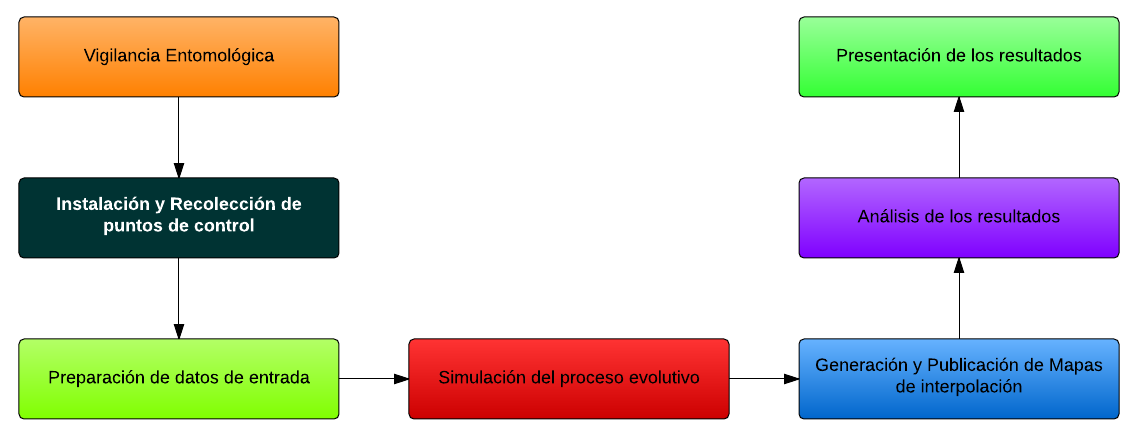 Vigilancia Entomológica
Instalación y Recolección de
puntos de control
Preparación de datos de entrada
Simulación del proceso evolutivo
Generación y Publicación de Mapas
de interpolación
Análisis de los resultados
Presentación de los resultados